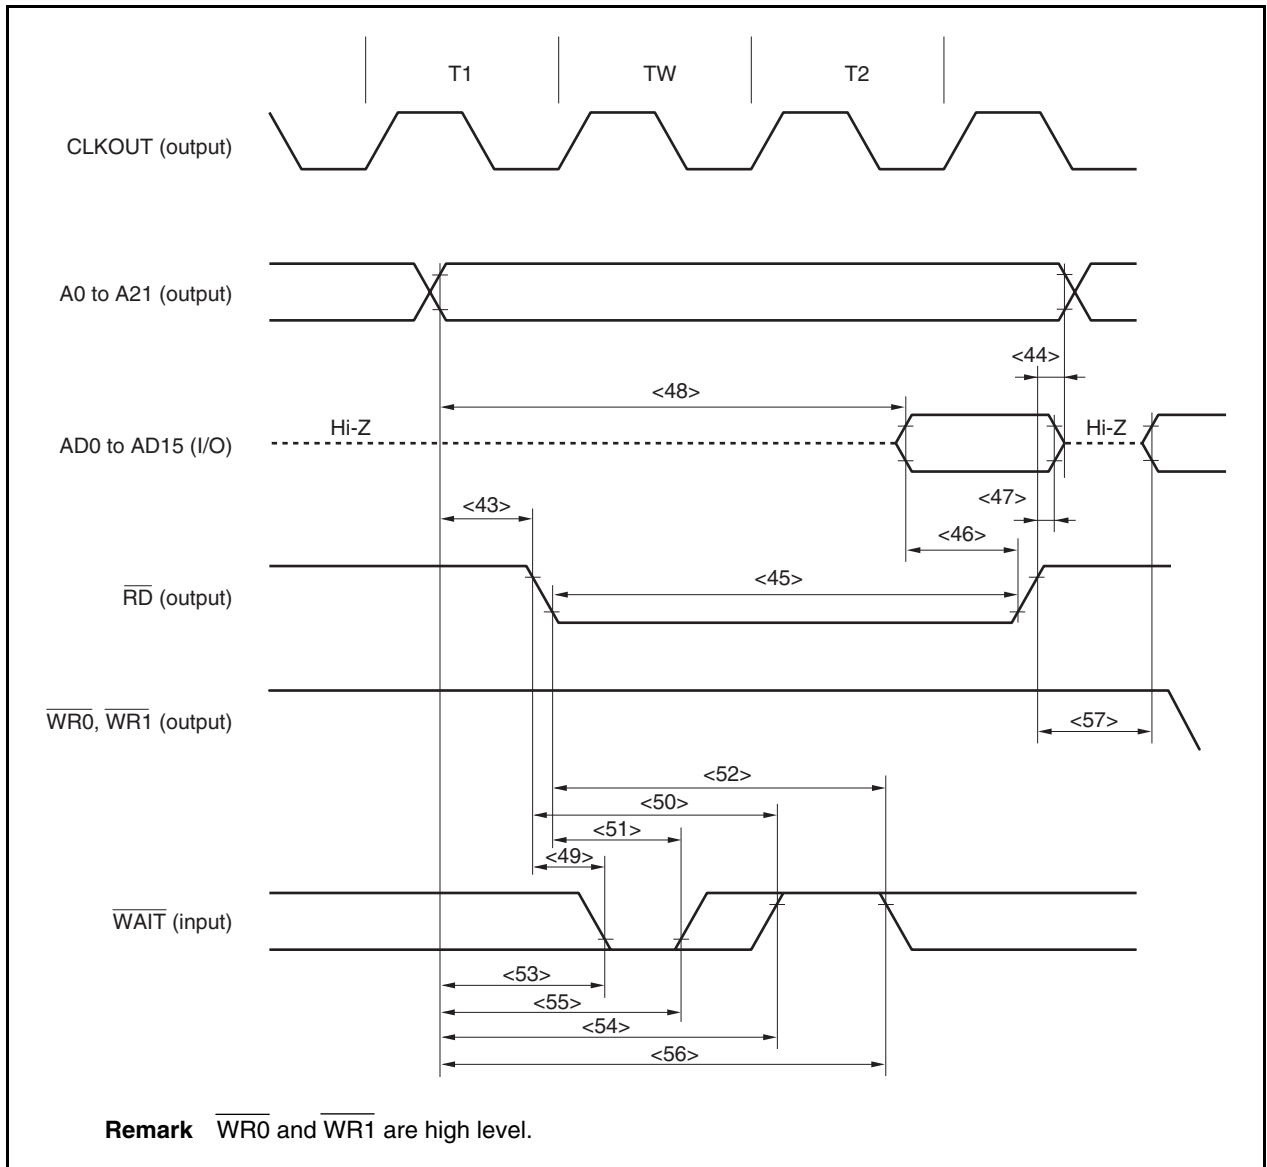 T1 TW T2
CLKOUT (output)
A0 to A21 (output)
<44>
<48>
Hi-Z Hi-Z
AD0 to AD15 (I/O)
<47>
<43>
<46>
<45>
RD (output)
WR0, WR1 (output)
<57>
<52>
<50>
<51>
<49>
WAIT (input)
<53>
<55>
<54>
<56>
Remark WR0 and WR1 are high level.